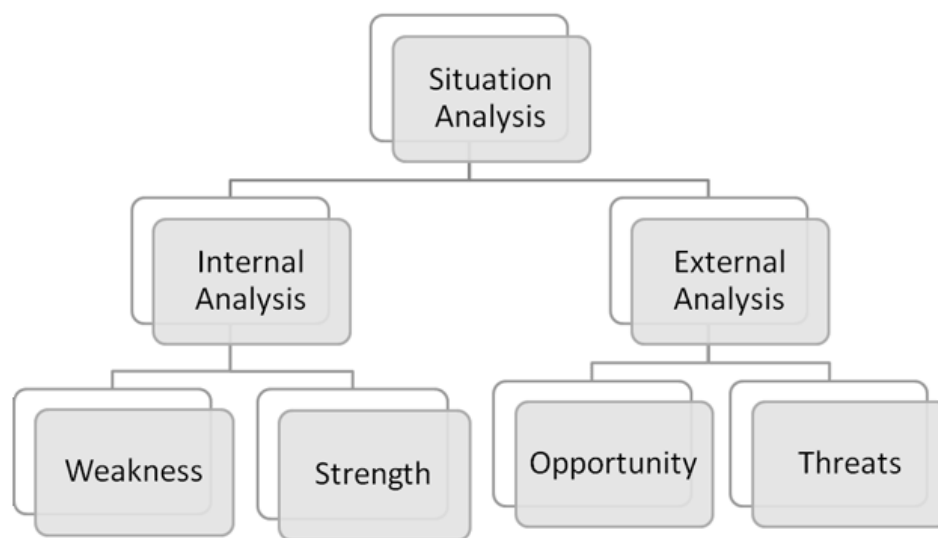 Situation
Analysis
Internal
Analysis
External
Analysis
Weakness
Strength
Opportunity
Threats